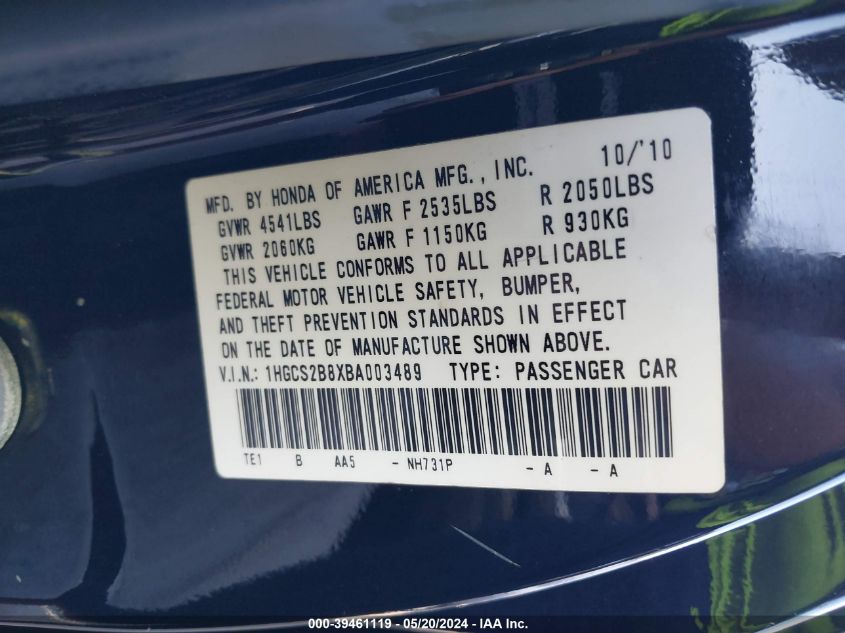 MFD. BY HONDA OF AMERICA MFG., INC. 10/'10
GVWR 4541LBS GAWR F 2535LBS R 2050LBS
GVWR 2060KG GAWR F 1150KG R 930KG
THIS VEHICLE CONFORMS TO ALL APPLICABLE
FEDERAL MOTOR VEHICLE SAFETY, BUMPER,
AND THEFT PREVENTION STANDARDS IN EFFECT
ON THE DATE OF MANUFACTURE SHOWN ABOVE.
V.I.N.: 1HGCS2B8XBA003489 TYPE: PASSENGER CAR
TE1 B AA5 - NH731P - A - A
000-39461119 - 05/20/2024 - IAA Inc.